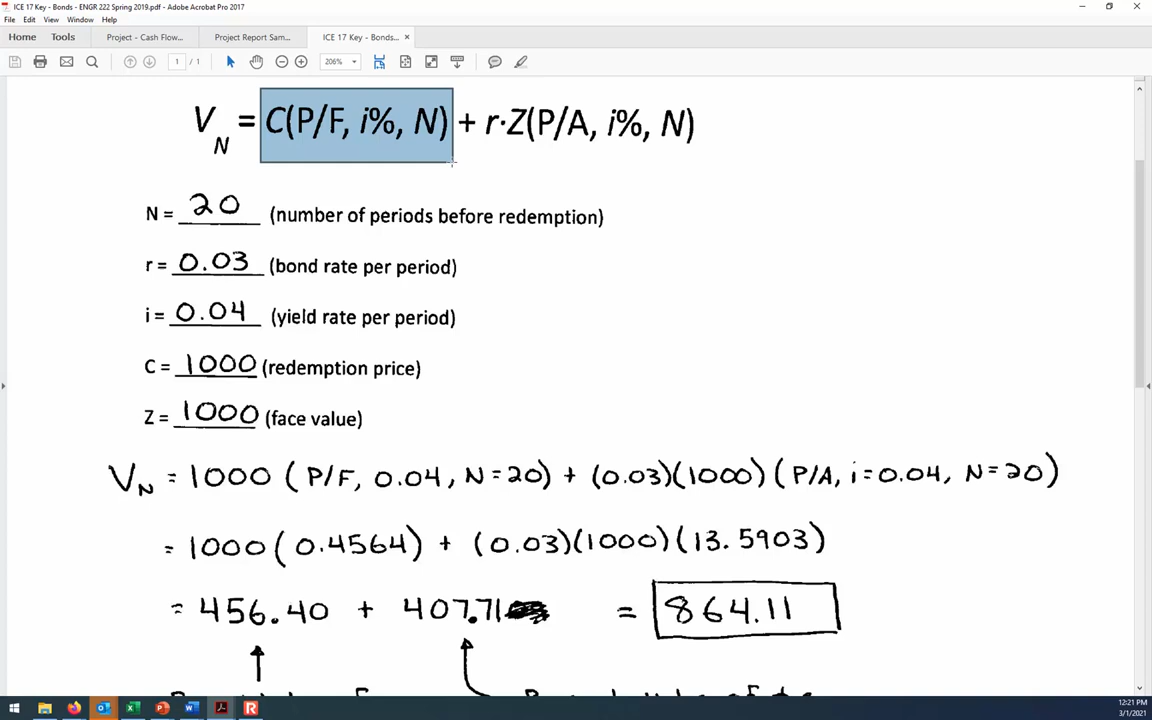 ICE 17 Key - Bonds - ENGR 222 Spring 2019.pdf - Adobe Acrobat Pro 2017
File Edit View Window Help
Home Tools Project - Cash Flow... Project Report Sam... ICE 17 Key - Bonds... ×
1 / 1 206%
V_N = C(P/F, i%, N) + r·Z(P/A, i%, N)
N = 20 (number of periods before redemption)
r = 0.03 (bond rate per period)
i = 0.04 (yield rate per period)
C = 1000 (redemption price)
Z = 1000 (face value)
V_N = 1000 (P/F, 0.04, N=20) + (0.03)(1000)(P/A, i=0.04, N=20)
= 1000(0.4564) + (0.03)(1000)(13.5903)
= 456.40 + 407.71 = 864.11
12:21 PM
3/1/2021